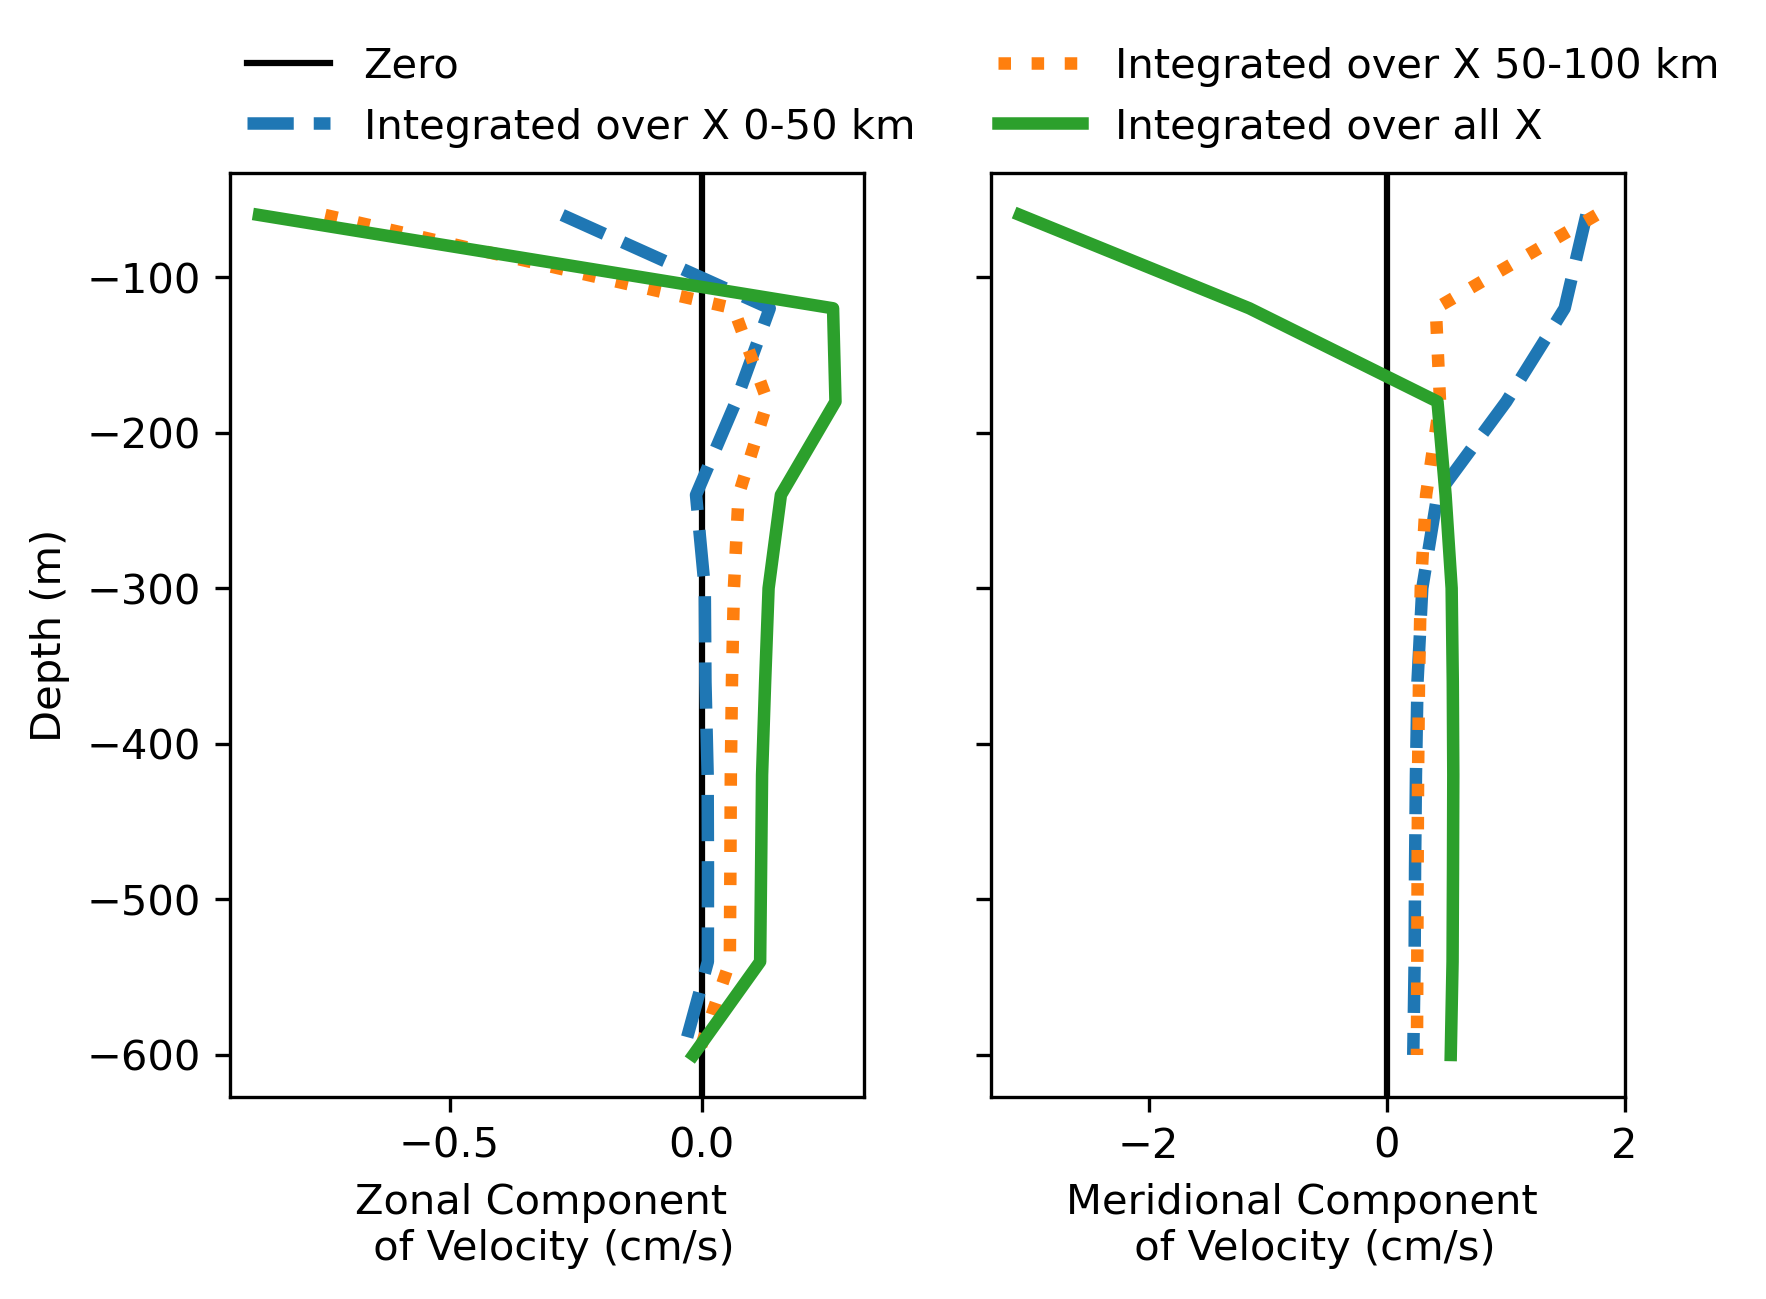 Zero
Integrated over X 0-50 km
Integrated over X 50-100 km
Integrated over all X
Depth (m)
−100
−200
−300
−400
−500
−600
−0.5
0.0
−2
0
2
Zonal Component
of Velocity (cm/s)
Meridional Component
of Velocity (cm/s)